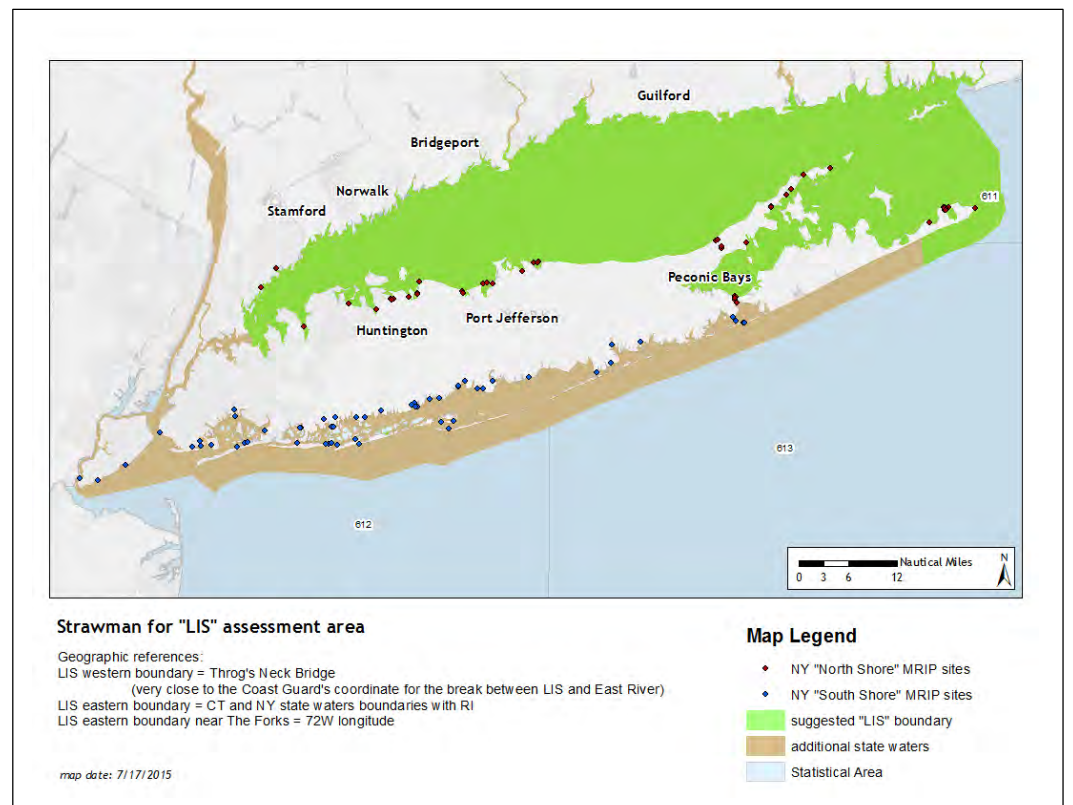 Guilford
Bridgeport
Norwalk
Stamford
611
Peconic Bays
Port Jefferson
Huntington
613
612
Nautical Miles
N
0 3 6 12
Strawman for "LIS" assessment area
Geographic references:
LIS western boundary = Throg's Neck Bridge
(very close to the Coast Guard's coordinate for the break between LIS and East River)
LIS eastern boundary = CT and NY state waters boundaries with RI
LIS eastern boundary near The Forks = 72W longitude
map date: 7/17/2015
Map Legend
NY "North Shore" MRIP sites
NY "South Shore" MRIP sites
suggested "LIS" boundary
additional state waters
Statistical Area